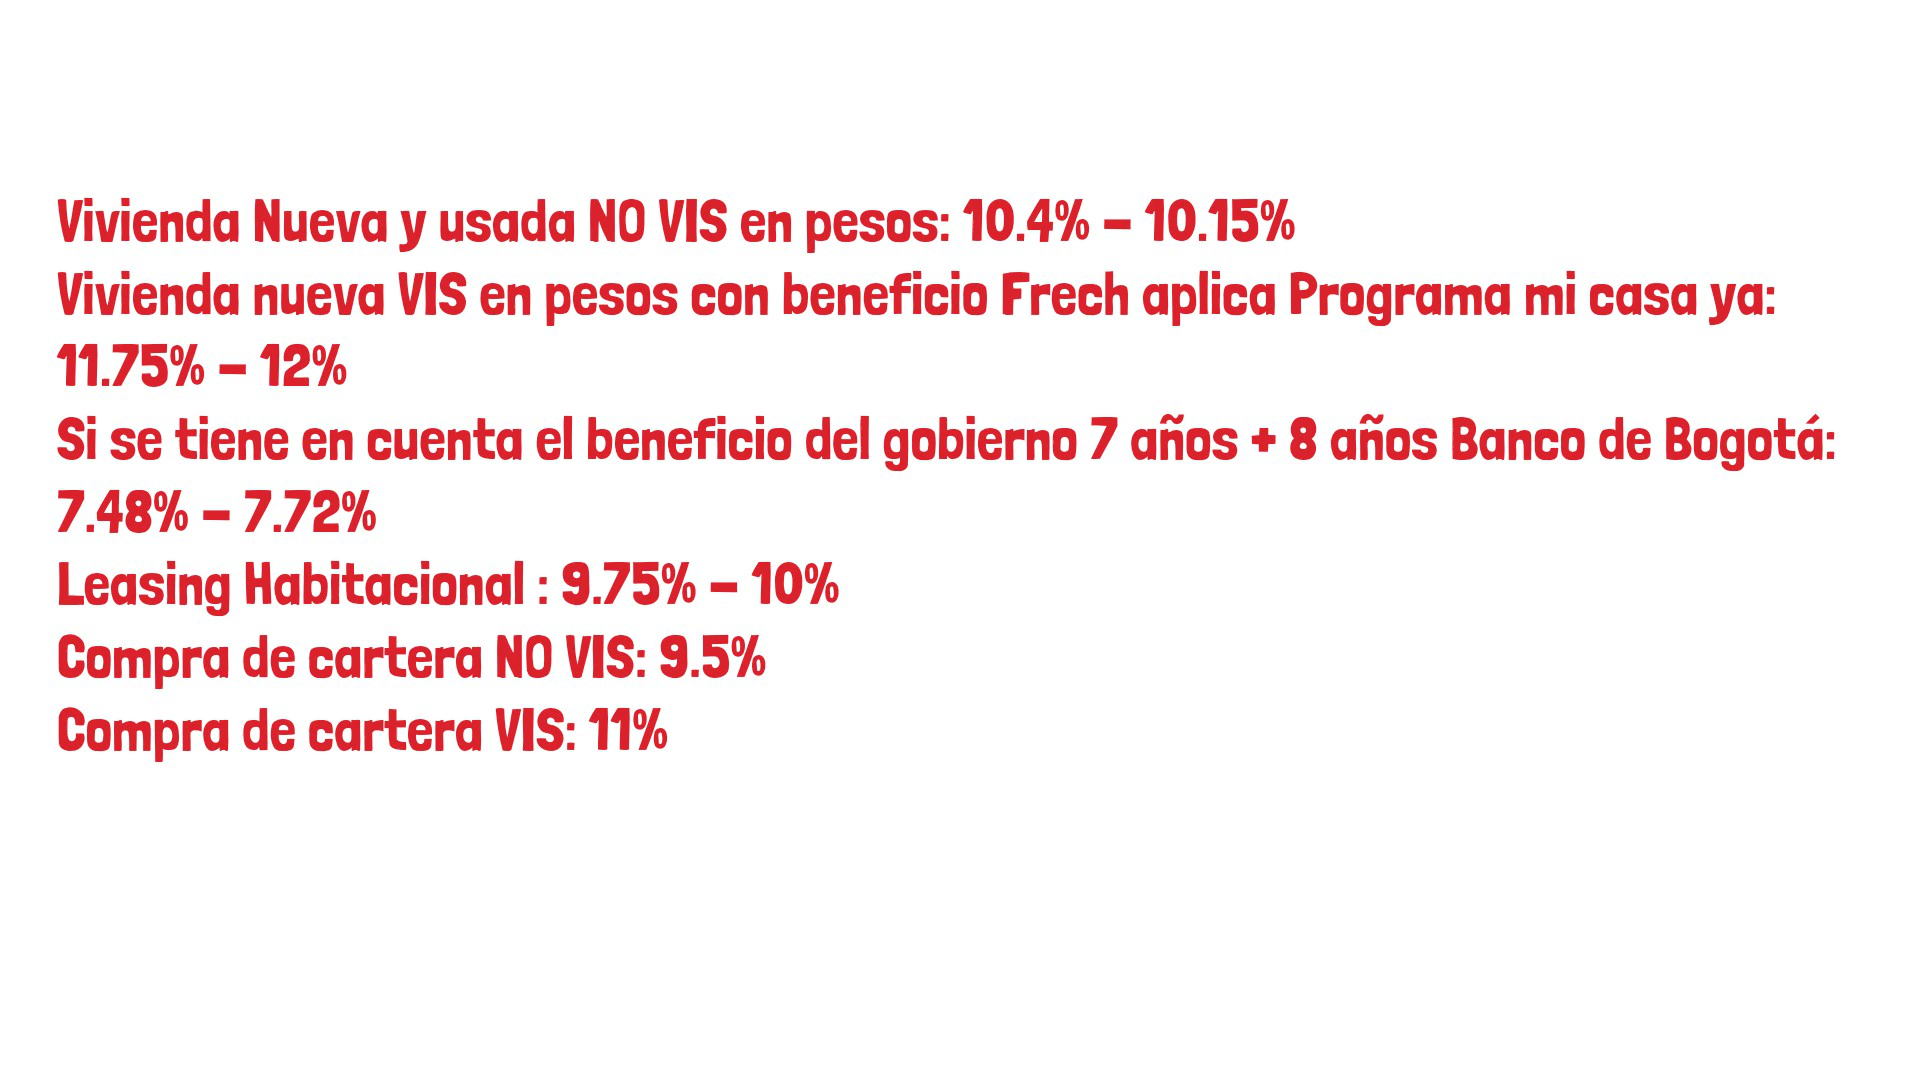 Vivienda Nueva y usada NO VIS en pesos: 10.4% – 10.15%
Vivienda nueva VIS en pesos con beneficio Frech aplica Programa mi casa ya:
11.75% – 12%
Si se tiene en cuenta el beneficio del gobierno 7 años + 8 años Banco de Bogotá:
7.48% – 7.72%
Leasing Habitacional : 9.75% – 10%
Compra de cartera NO VIS: 9.5%
Compra de cartera VIS: 11%